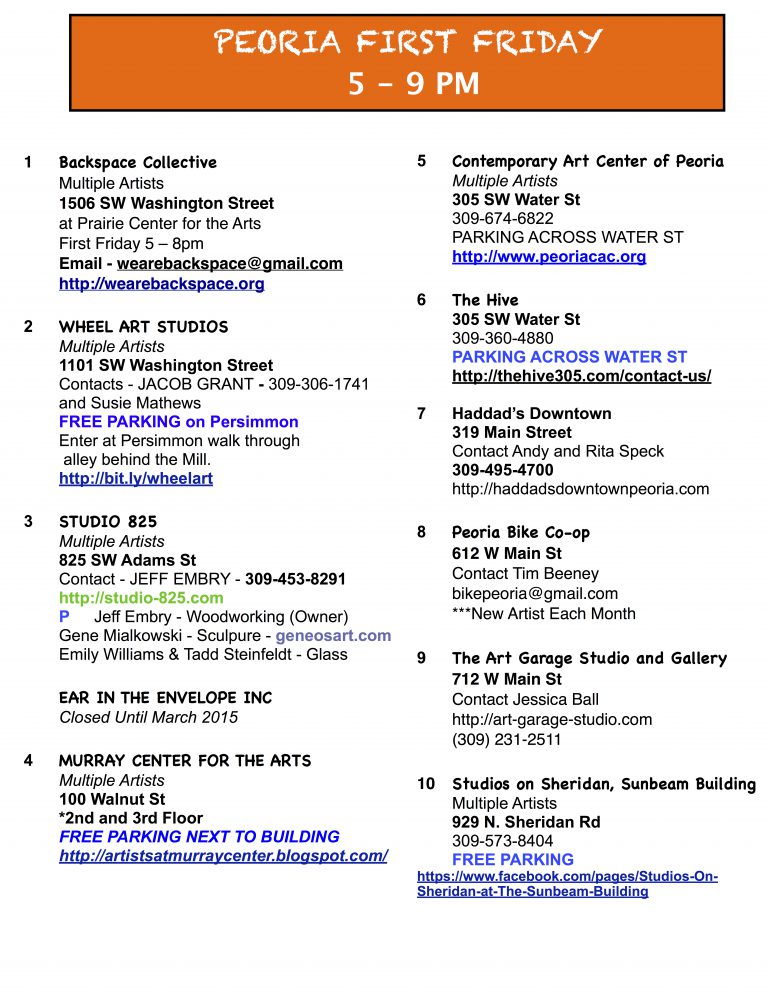 PEORIA FIRST FRIDAY
5 – 9 PM
1 Backspace Collective
Multiple Artists
1506 SW Washington Street
at Prairie Center for the Arts
First Friday 5 – 8pm
Email - wearebackspace@gmail.com
http://wearebackspace.org
2 WHEEL ART STUDIOS
Multiple Artists
1101 SW Washington Street
Contacts - JACOB GRANT - 309-306-1741
and Susie Mathews
FREE PARKING on Persimmon
Enter at Persimmon walk through
alley behind the Mill.
http://bit.ly/wheelart
3 STUDIO 825
Multiple Artists
825 SW Adams St
Contact - JEFF EMBRY - 309-453-8291
http://studio-825.com
P Jeff Embry - Woodworking (Owner)
Gene Mialkowski - Sculpure - geneosart.com
Emily Williams & Tadd Steinfeldt - Glass
EAR IN THE ENVELOPE INC
Closed Until March 2015
4 MURRAY CENTER FOR THE ARTS
Multiple Artists
100 Walnut St
*2nd and 3rd Floor
FREE PARKING NEXT TO BUILDING
http://artistsatmurraycenter.blogspot.com/
5 Contemporary Art Center of Peoria
Multiple Artists
305 SW Water St
309-674-6822
PARKING ACROSS WATER ST
http://www.peoriacac.org
6 The Hive
305 SW Water St
309-360-4880
PARKING ACROSS WATER ST
http://thehive305.com/contact-us/
7 Haddad's Downtown
319 Main Street
Contact Andy and Rita Speck
309-495-4700
http://haddadsdowntownpeoria.com
8 Peoria Bike Co-op
612 W Main St
Contact Tim Beeney
bikepeoria@gmail.com
***New Artist Each Month
9 The Art Garage Studio and Gallery
712 W Main St
Contact Jessica Ball
http://art-garage-studio.com
(309) 231-2511
10 Studios on Sheridan, Sunbeam Building
Multiple Artists
929 N. Sheridan Rd
309-573-8404
FREE PARKING
https://www.facebook.com/pages/Studios-On-
Sheridan-at-The-Sunbeam-Building